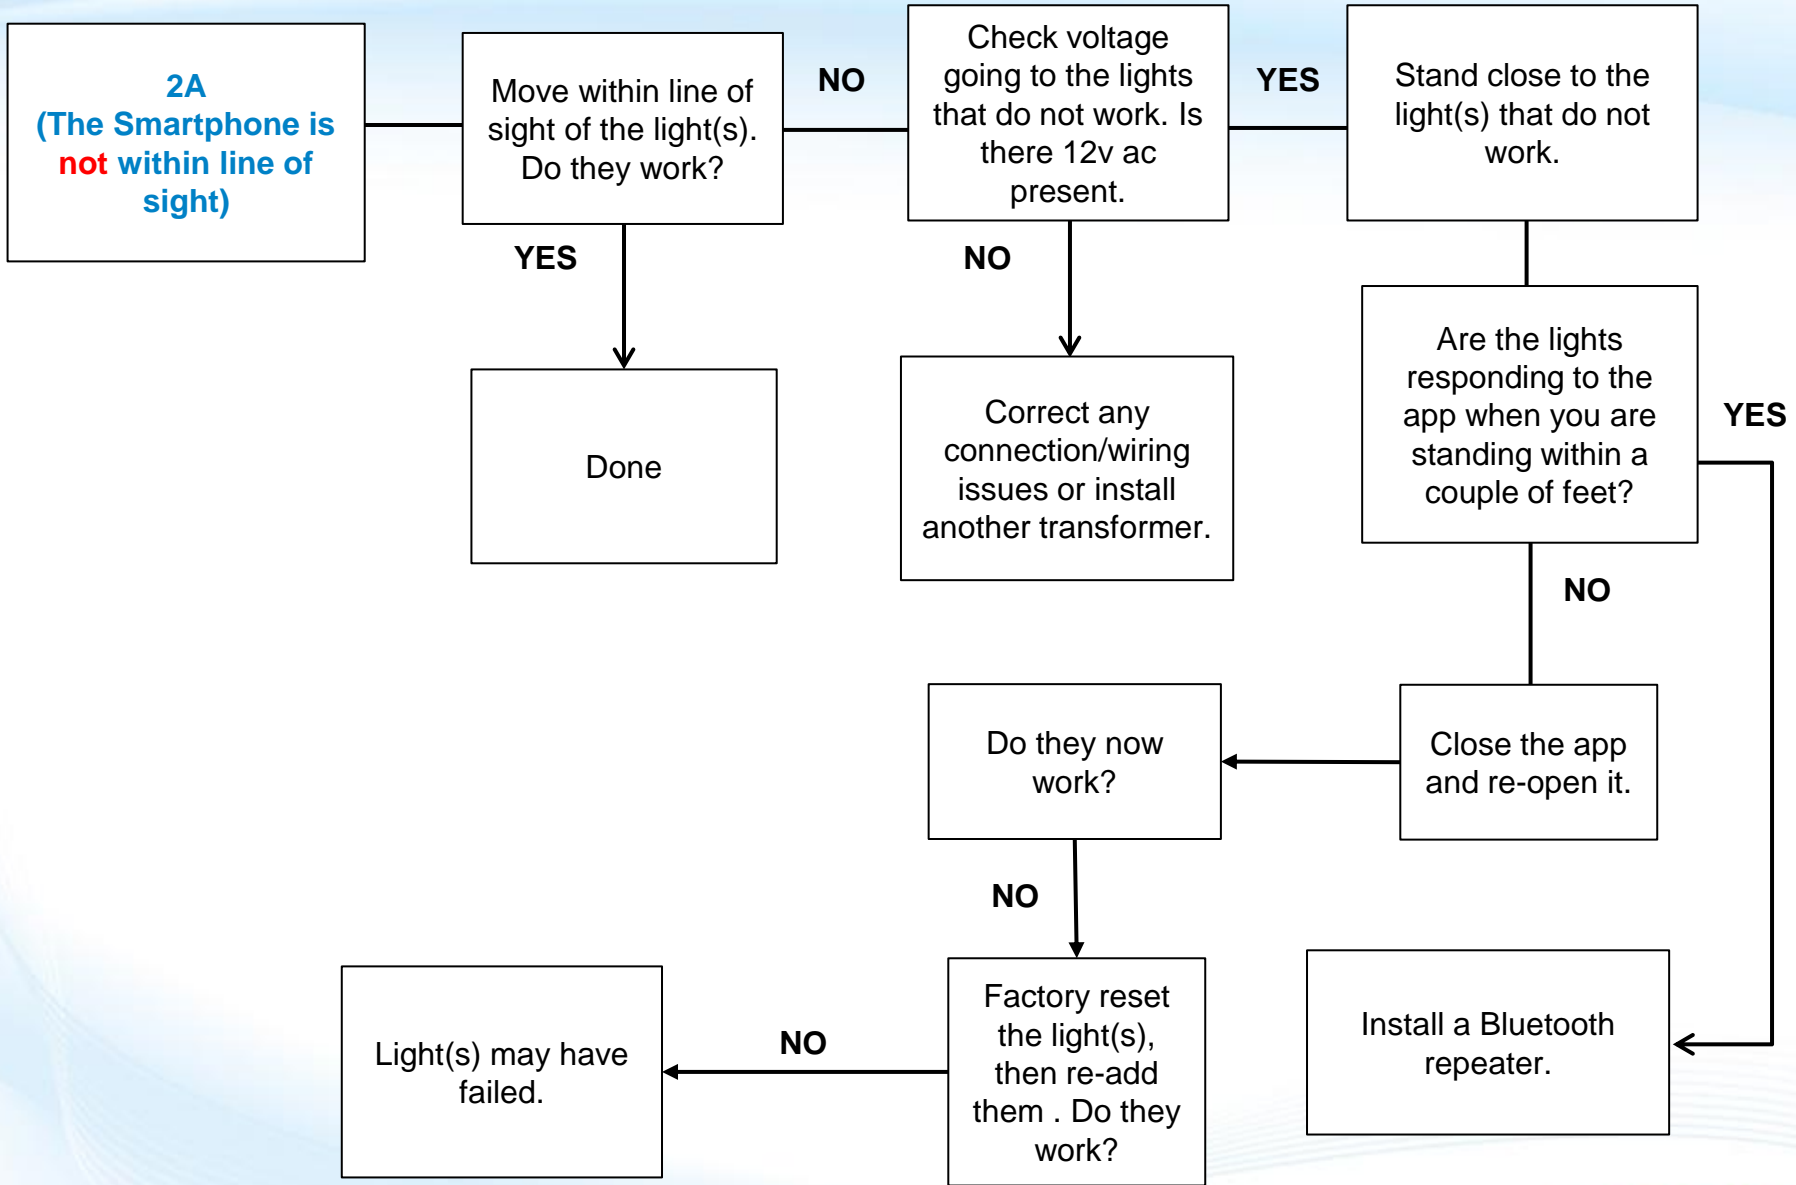 2A
(The Smartphone is
not within line of
sight)
Move within line of
sight of the light(s).
Do they work?
NO
Check voltage
going to the lights
that do not work. Is
there 12v ac
present.
YES
Stand close to the
light(s) that do not
work.
YES
NO
Are the lights
responding to the
app when you are
standing within a
couple of feet?
YES
Done
Correct any
connection/wiring
issues or install
another transformer.
NO
Do they now
work?
Close the app
and re-open it.
NO
Light(s) may have
failed.
NO
Factory reset
the light(s),
then re-add
them . Do they
work?
Install a Bluetooth
repeater.